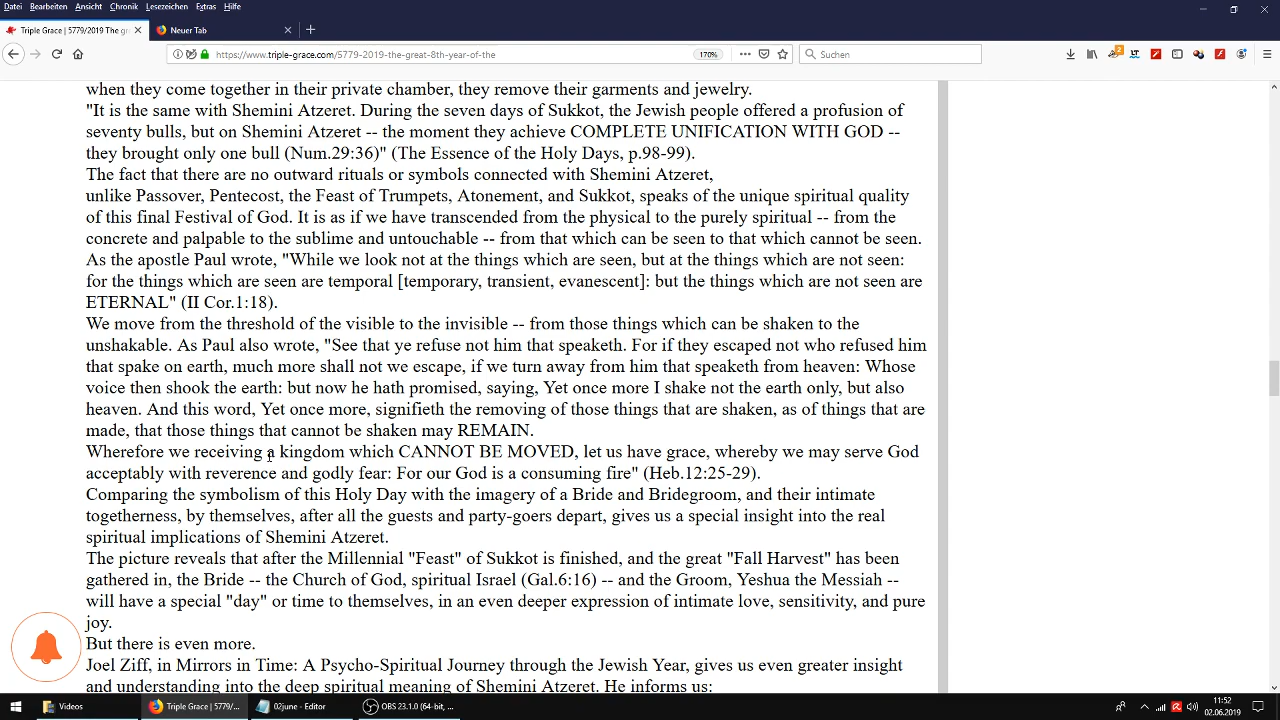 Datei Bearbeiten Ansicht Chronik Lesezeichen Extras Hilfe
Triple Grace | 5779/2019 The gr
Neuer Tab
https://www.triple-grace.com/5779-2019-the-great-8th-year-of-the
170%
Suchen
2
when they come together in their private chamber, they remove their garments and jewelry.
"It is the same with Shemini Atzeret. During the seven days of Sukkot, the Jewish people offered a profusion of
seventy bulls, but on Shemini Atzeret -- the moment they achieve COMPLETE UNIFICATION WITH GOD --
they brought only one bull (Num.29:36)" (The Essence of the Holy Days, p.98-99).
The fact that there are no outward rituals or symbols connected with Shemini Atzeret,
unlike Passover, Pentecost, the Feast of Trumpets, Atonement, and Sukkot, speaks of the unique spiritual quality
of this final Festival of God. It is as if we have transcended from the physical to the purely spiritual -- from the
concrete and palpable to the sublime and untouchable -- from that which can be seen to that which cannot be seen.
As the apostle Paul wrote, "While we look not at the things which are seen, but at the things which are not seen:
for the things which are seen are temporal [temporary, transient, evanescent]: but the things which are not seen are
ETERNAL" (II Cor.1:18).
We move from the threshold of the visible to the invisible -- from those things which can be shaken to the
unshakable. As Paul also wrote, "See that ye refuse not him that speaketh. For if they escaped not who refused him
that spake on earth, much more shall not we escape, if we turn away from him that speaketh from heaven: Whose
voice then shook the earth: but now he hath promised, saying, Yet once more I shake not the earth only, but also
heaven. And this word, Yet once more, signifieth the removing of those things that are shaken, as of things that are
made, that those things that cannot be shaken may REMAIN.
Wherefore we receiving a kingdom which CANNOT BE MOVED, let us have grace, whereby we may serve God
acceptably with reverence and godly fear: For our God is a consuming fire" (Heb.12:25-29).
Comparing the symbolism of this Holy Day with the imagery of a Bride and Bridegroom, and their intimate
togetherness, by themselves, after all the guests and party-goers depart, gives us a special insight into the real
spiritual implications of Shemini Atzeret.
The picture reveals that after the Millennial "Feast" of Sukkot is finished, and the great "Fall Harvest" has been
gathered in, the Bride -- the Church of God, spiritual Israel (Gal.6:16) -- and the Groom, Yeshua the Messiah --
will have a special "day" or time to themselves, in an even deeper expression of intimate love, sensitivity, and pure
joy.
But there is even more.
Joel Ziff, in Mirrors in Time: A Psycho-Spiritual Journey through the Jewish Year, gives us even greater insight
and understanding into the deep spiritual meaning of Shemini Atzeret. He informs us:
Videos
Triple Grace | 5779/...
02june - Editor
OBS 23.1.0 (64-bit, ...
11:52
02.06.2019